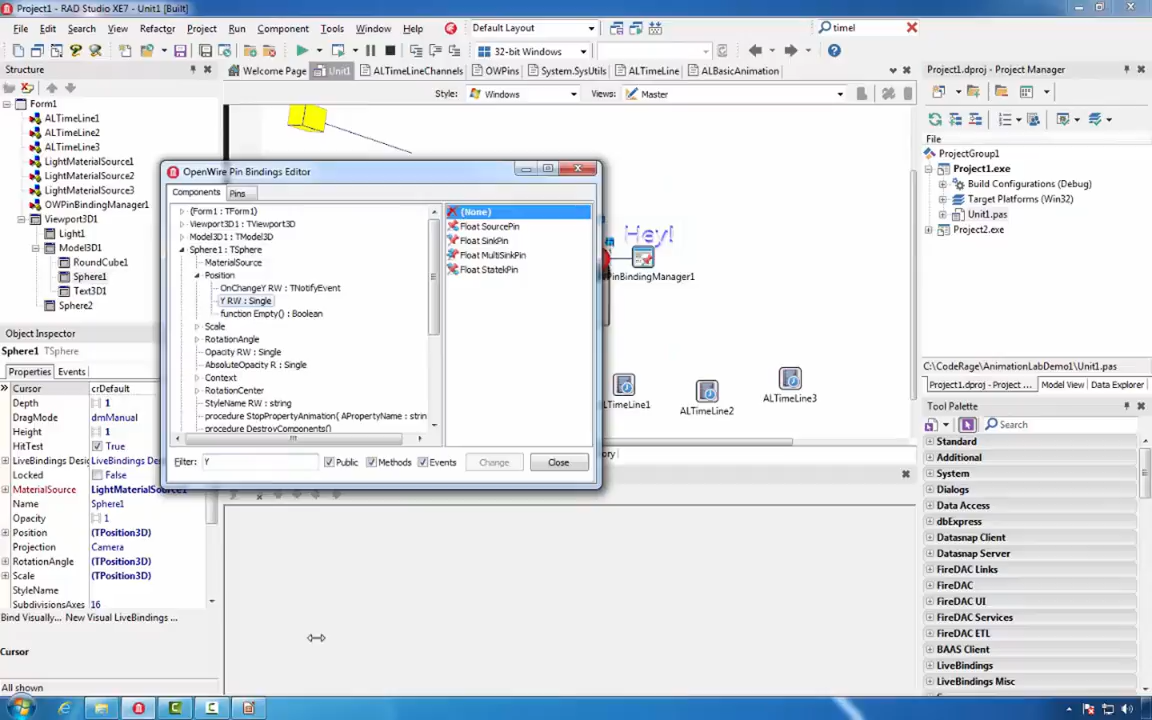 Project1 - RAD Studio XE7 - Unit1 [Built]
File Edit Search View Refactor Project Run Component Tools Window Help
Default Layout
timel
32-bit Windows
Structure
Form1
ALTimeLine1
ALTimeLine2
ALTimeLine3
LightMaterialSource1
LightMaterialSource2
LightMaterialSource3
OWPinBindingManager1
Viewport3D1
Light1
Model3D1
RoundCube1
Sphere1
Text3D1
Sphere2
Object Inspector
Sphere1 TSphere
Properties Events
Cursor crDefault
Depth 1
DragMode dmManual
Height 1
HitTest True
LiveBindings Desi LiveBindings De
Locked False
MaterialSource LightMaterialSource1
Name Sphere1
Opacity 1
Position (TPosition3D)
Projection Camera
RotationAngle (TPosition3D)
Scale (TPosition3D)
StyleName
SubdivisionsAxes 16
Bind Visually... New Visual LiveBindings ...
Cursor
All shown
Welcome Page Unit1 ALTimeLineChannels OWPins System.SysUtils ALTimeLine ALBasicAnimation
Style: Windows Views: Master
Hey!
PinBindingManager1
ALTimeLine1
ALTimeLine2
ALTimeLine3
ory
OpenWire Pin Bindings Editor
Components Pins
(Form1 : TForm1)
Viewport3D1 : TViewport3D
Model3D1 : TModel3D
Sphere1 : TSphere
MaterialSource
Position
OnChangeY RW : TNotifyEvent
Y RW : Single
function Empty() : Boolean
Scale
RotationAngle
Opacity RW : Single
AbsoluteOpacity R : Single
Context
RotationCenter
StyleName RW : string
procedure StopPropertyAnimation( APropertyName : strin
procedure DestroyComponents()
(None)
Float SourcePin
Float SinkPin
Float MultiSinkPin
Float StatekPin
Filter: Y Public Methods Events Change Close
Project1.dproj - Project Manager
File
ProjectGroup1
Project1.exe
Build Configurations (Debug)
Target Platforms (Win32)
Unit1.pas
Project2.exe
C:\CodeRage\AnimationLabDemo1\Unit1.pas
Project1.dproj - Project ... Model View Data Explorer
Tool Palette
Search
Standard
Additional
System
Dialogs
Data Access
dbExpress
Datasnap Client
Datasnap Server
FireDAC Links
FireDAC
FireDAC UI
FireDAC Services
FireDAC ETL
BAAS Client
LiveBindings
LiveBindings Misc